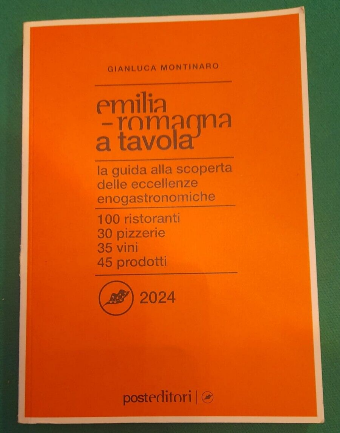 GIANLUCA MONTINARO
emilia
-romagna
a tavola
la guida alla scoperta
delle eccellenze
enogastronomiche
100 ristoranti
30 pizzerie
35 vini
45 prodotti
2024
posteditori